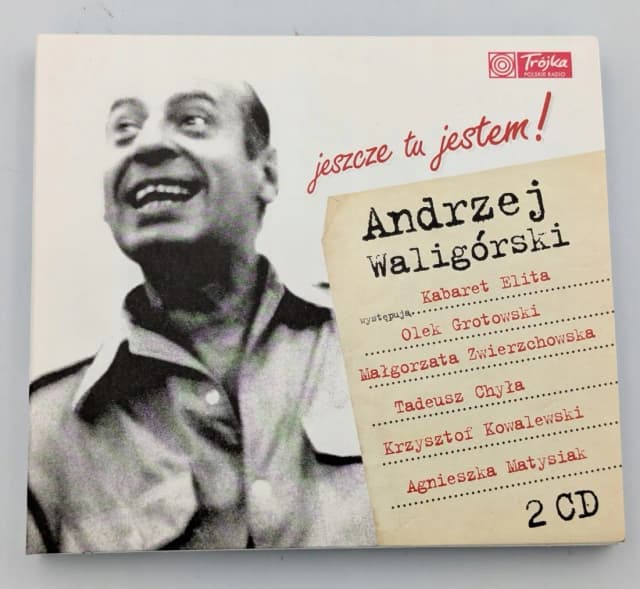 Trójka
POLSKIE RADIO
jeszcze tu jestem!
Andrzej
Waligórski
występują
Kabaret Elita
Olek Grotowski
Małgorzata Zwierzchowska
Tadeusz Chyła
Krzysztof Kowalewski
Agnieszka Matysiak
2 CD